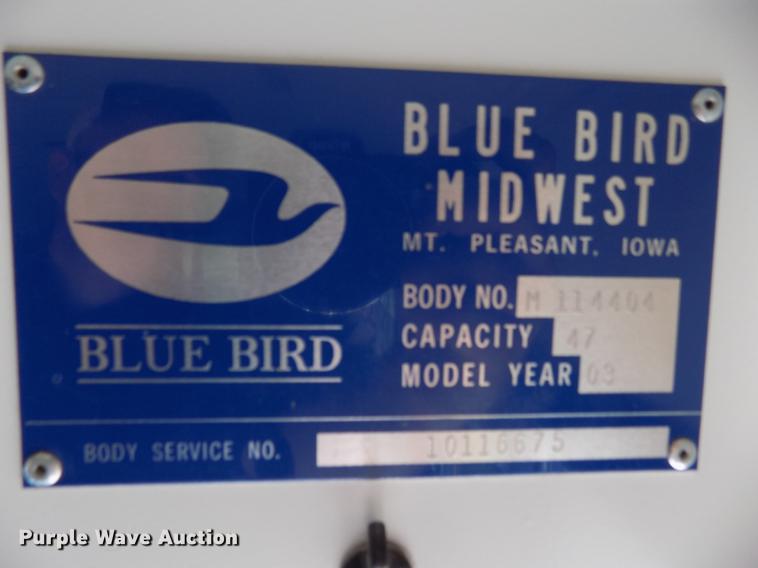 BLUE BIRD
MIDWEST
MT. PLEASANT, IOWA
BODY NO. M 114404
CAPACITY 47
MODEL YEAR 03
BLUE BIRD
BODY SERVICE NO. 10116675
Purple Wave Auction